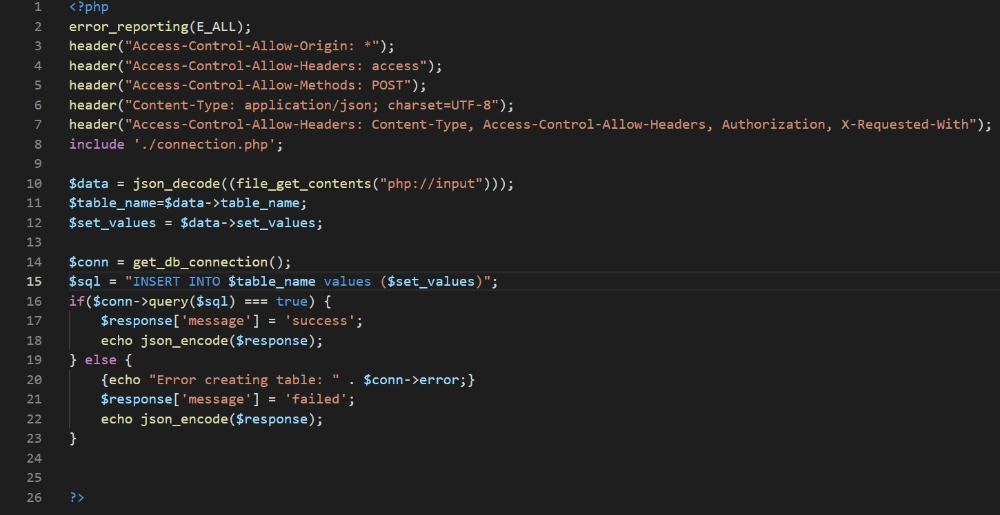 1 <?php
2 error_reporting(E_ALL);
3 header("Access-Control-Allow-Origin: *");
4 header("Access-Control-Allow-Headers: access");
5 header("Access-Control-Allow-Methods: POST");
6 header("Content-Type: application/json; charset=UTF-8");
7 header("Access-Control-Allow-Headers: Content-Type, Access-Control-Allow-Headers, Authorization, X-Requested-With");
8 include './connection.php';
9
10 $data = json_decode((file_get_contents("php://input")));
11 $table_name=$data->table_name;
12 $set_values = $data->set_values;
13
14 $conn = get_db_connection();
15 $sql = "INSERT INTO $table_name values ($set_values)";
16 if($conn->query($sql) === true) {
17     $response['message'] = 'success';
18     echo json_encode($response);
19 } else {
20     {echo "Error creating table: " . $conn->error;}
21     $response['message'] = 'failed';
22     echo json_encode($response);
23 }
24
25
26 ?>